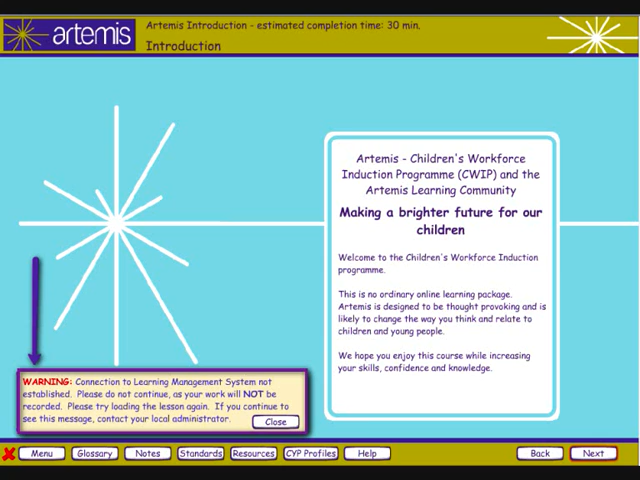 artemis
Artemis Introduction - estimated completion time: 30 min.
Introduction
Artemis - Children's Workforce
Induction Programme (CWIP) and the
Artemis Learning Community
Making a brighter future for our
children
Welcome to the Children's Workforce Induction
programme.
This is no ordinary online learning package.
Artemis is designed to be thought provoking and is
likely to change the way you think and relate to
children and young people.
We hope you enjoy this course while increasing
your skills, confidence and knowledge.
WARNING: Connection to Learning Management System not
established. Please do not continue, as your work will NOT be
recorded. Please try loading the lesson again. If you continue to
see this message, contact your local administrator.
Close
Menu Glossary Notes Standards Resources CYP Profiles Help Back Next